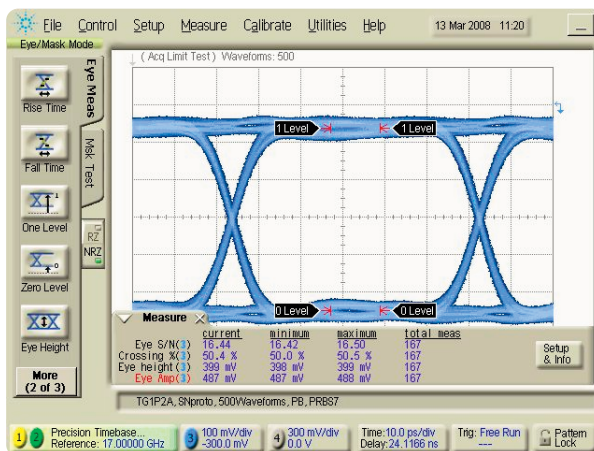 File Control Setup Measure Calibrate Utilities Help 13 Mar 2008 11:20
Eye/Mask Mode
( Acq Limit Test ) Waveforms: 500
Eye Meas
Msk Test
Rise Time
Fall Time
One Level
RZ
NRZ
Zero Level
Eye Height
More
(2 of 3)
1 Level 1 Level
0 Level 0 Level
Measure
current minimum maximum total meas
Eye S/N(3) 16.44 16.42 16.50 167
Crossing %(3) 50.4 % 50.0 % 50.5 % 167
Eye height(3) 399 mV 398 mV 399 mV 167
Eye Amp(3) 487 mV 487 mV 488 mV 167
Setup
& Info
TG1P2A, SNproto, 500Waveforms, PB, PRBS7
1 2 Precision Timebase...
Reference: 17.00000 GHz
3 100 mV/div
-300.0 mV
4 300 mV/div
0.0 V
Time:10.0 ps/div
Delay:24.1166 ns
Trig: Free Run
---
Pattern
Lock